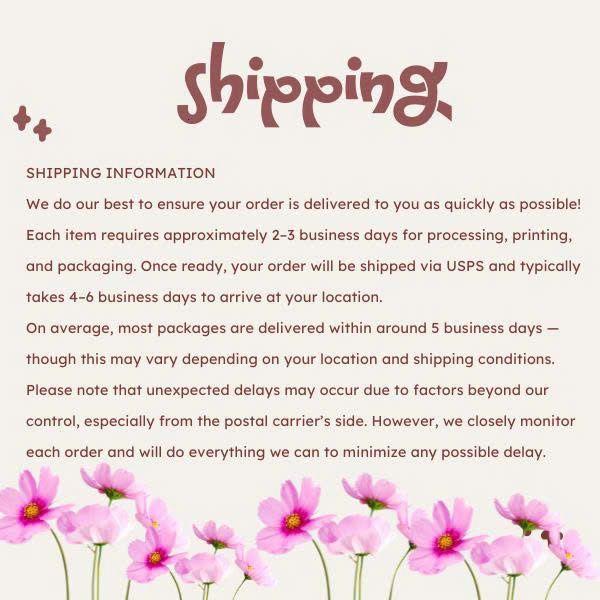 shipping
SHIPPING INFORMATION
We do our best to ensure your order is delivered to you as quickly as possible!
Each item requires approximately 2–3 business days for processing, printing,
and packaging. Once ready, your order will be shipped via USPS and typically
takes 4–6 business days to arrive at your location.
On average, most packages are delivered within around 5 business days —
though this may vary depending on your location and shipping conditions.
Please note that unexpected delays may occur due to factors beyond our
control, especially from the postal carrier’s side. However, we closely monitor
each order and will do everything we can to minimize any possible delay.